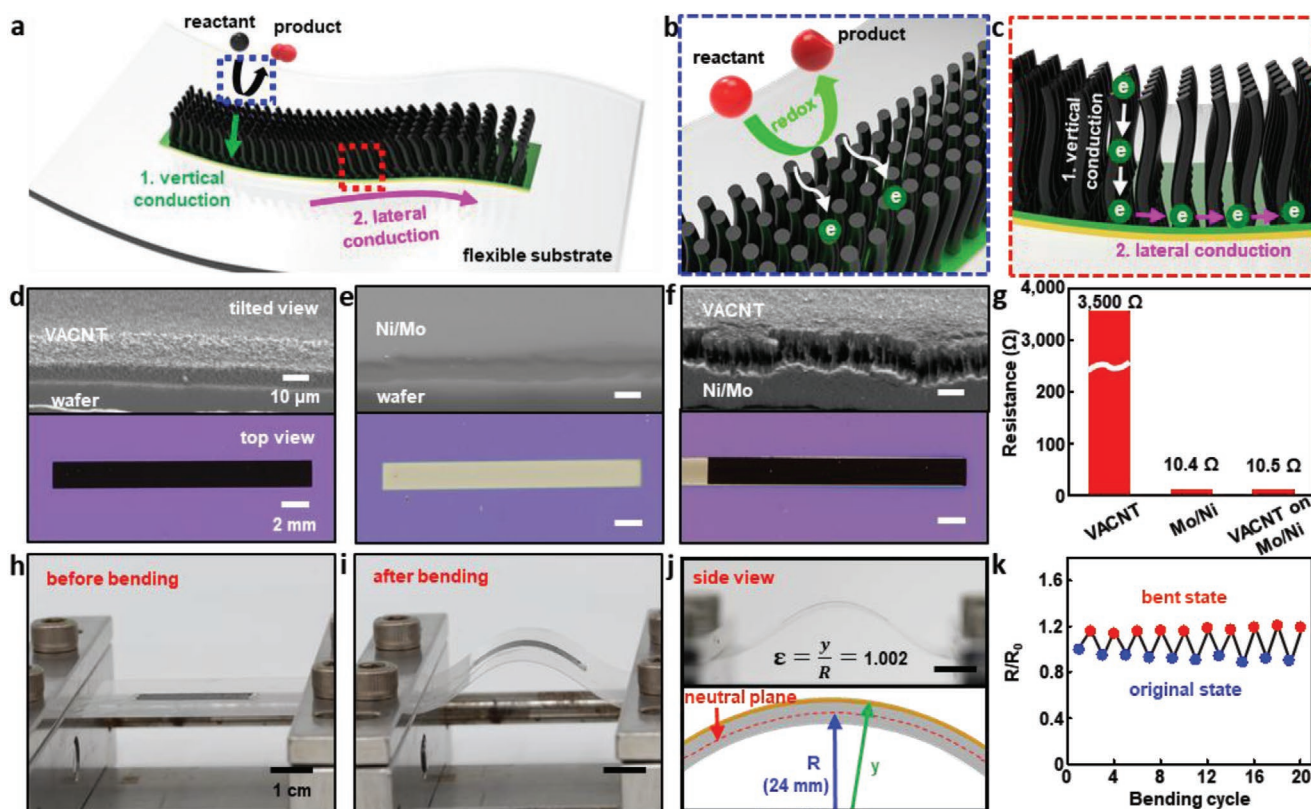 a
reactant
product
1. vertical
conduction
2. lateral
conduction
flexible substrate
b
reactant
product
redox
e
e
c
1. vertical
conduction
e
e
e
e
e
e
2. lateral conduction
d
tilted view
VACNT
10 μm
wafer
top view
2 mm
e
Ni/Mo
wafer
f
VACNT
Ni/Mo
g
Resistance (Ω)
4,000
3,000
200
100
0
3,500 Ω
10.4 Ω
10.5 Ω
VACNT
Mo/Ni
VACNT on
Mo/Ni
h
before bending
1 cm
i
after bending
j
side view
ε = y/R = 1.002
neutral plane
R
(24 mm)
y
k
R/R0
1.6
1.2
0.8
0.4
0
bent state
original state
0 4 8 12 16 20
Bending cycle